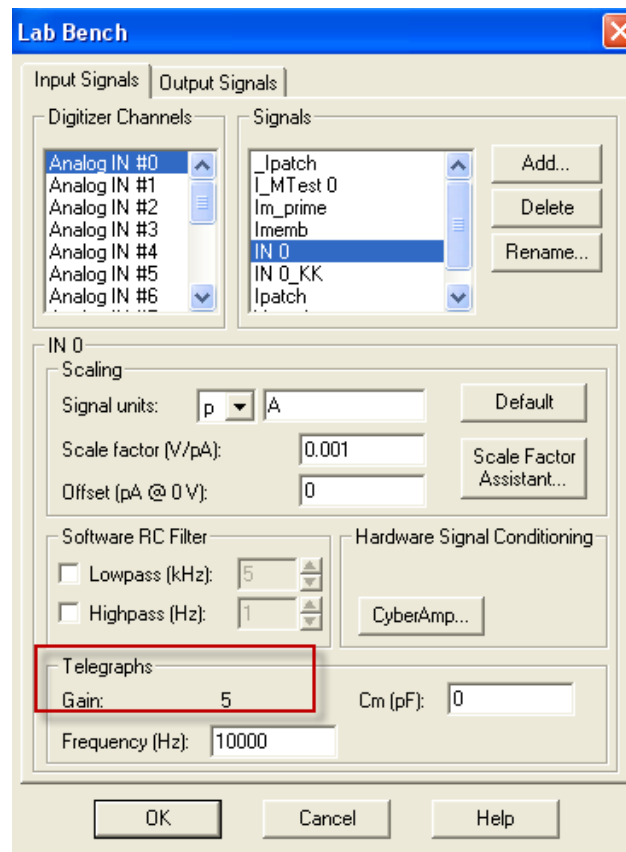 Lab Bench
Input Signals Output Signals
Digitizer Channels
Analog IN #0
Analog IN #1
Analog IN #2
Analog IN #3
Analog IN #4
Analog IN #5
Analog IN #6
Signals
_Ipatch
I_MTest 0
Im_prime
Imemb
IN 0
IN 0_KK
Ipatch
Add...
Delete
Rename...
IN 0
Scaling
Signal units: p A
Default
Scale factor (V/pA): 0.001
Scale Factor
Assistant...
Offset (pA @ 0 V): 0
Software RC Filter
Lowpass (kHz): 5
Highpass (Hz): 1
Hardware Signal Conditioning
CyberAmp...
Telegraphs
Gain: 5 Cm (pF): 0
Frequency (Hz): 10000
OK Cancel Help